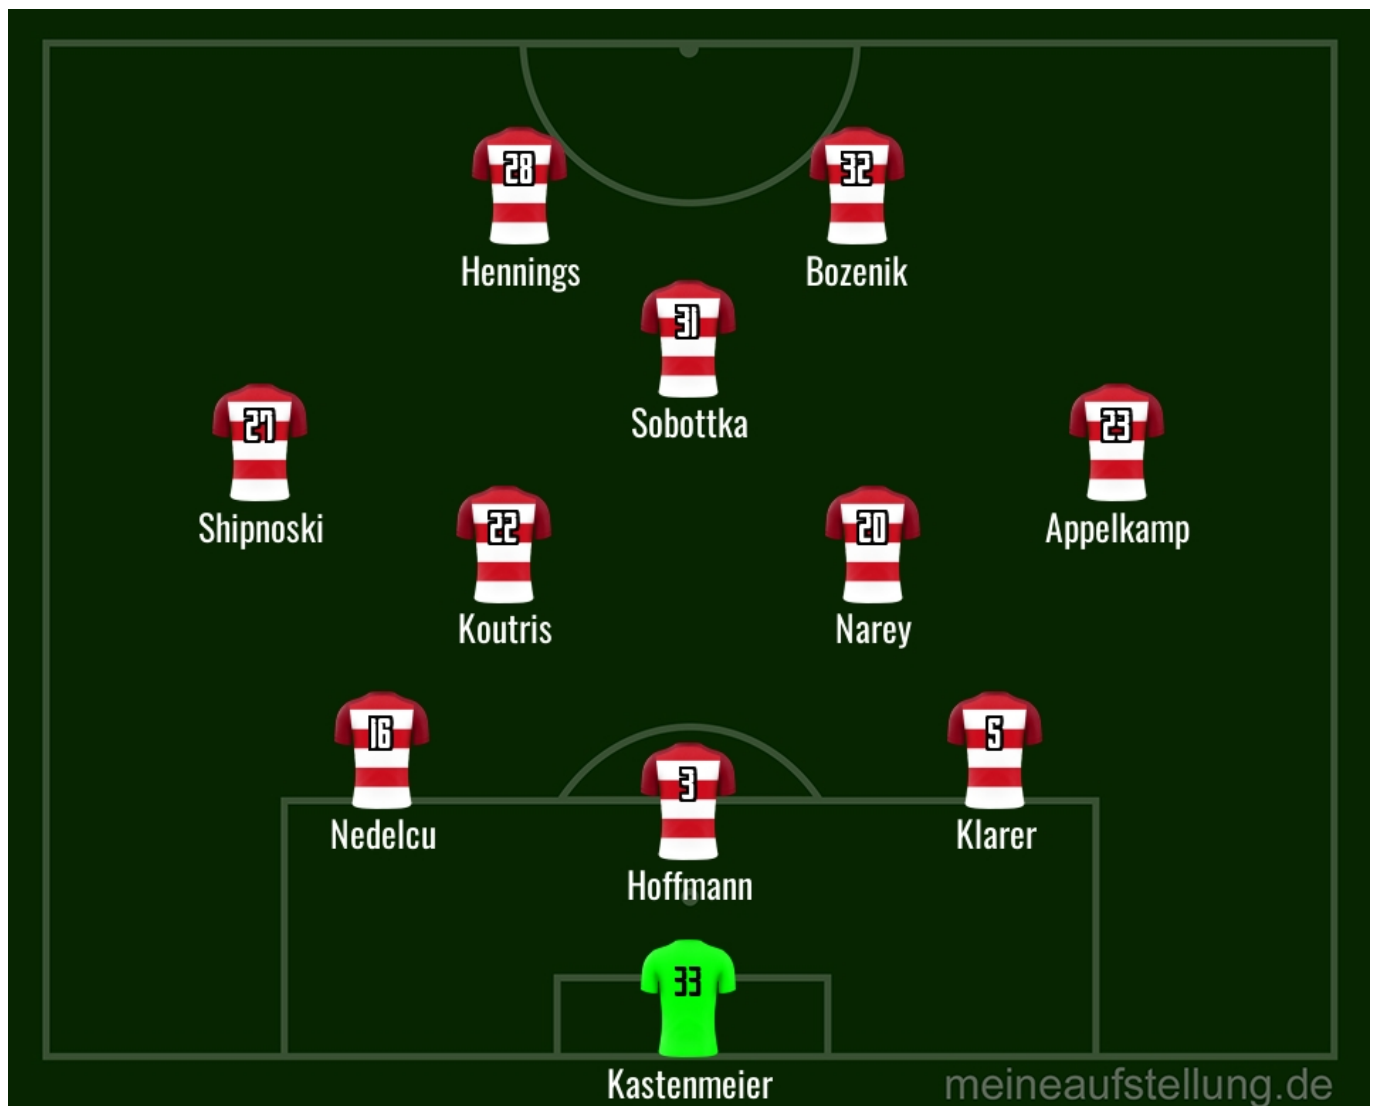 28
32
Hennings
Bozenik
31
Sobottka
27
23
Shipnoski
Appelkamp
22
20
Koutris
Narey
16
5
3
Nedelcu
Klarer
Hoffmann
33
Kastenmeier
meineaufstellung.de